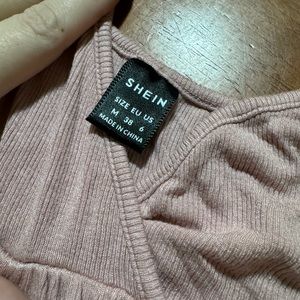 SHEIN
SIZE EU US
M 38 6
MADE IN CHINA